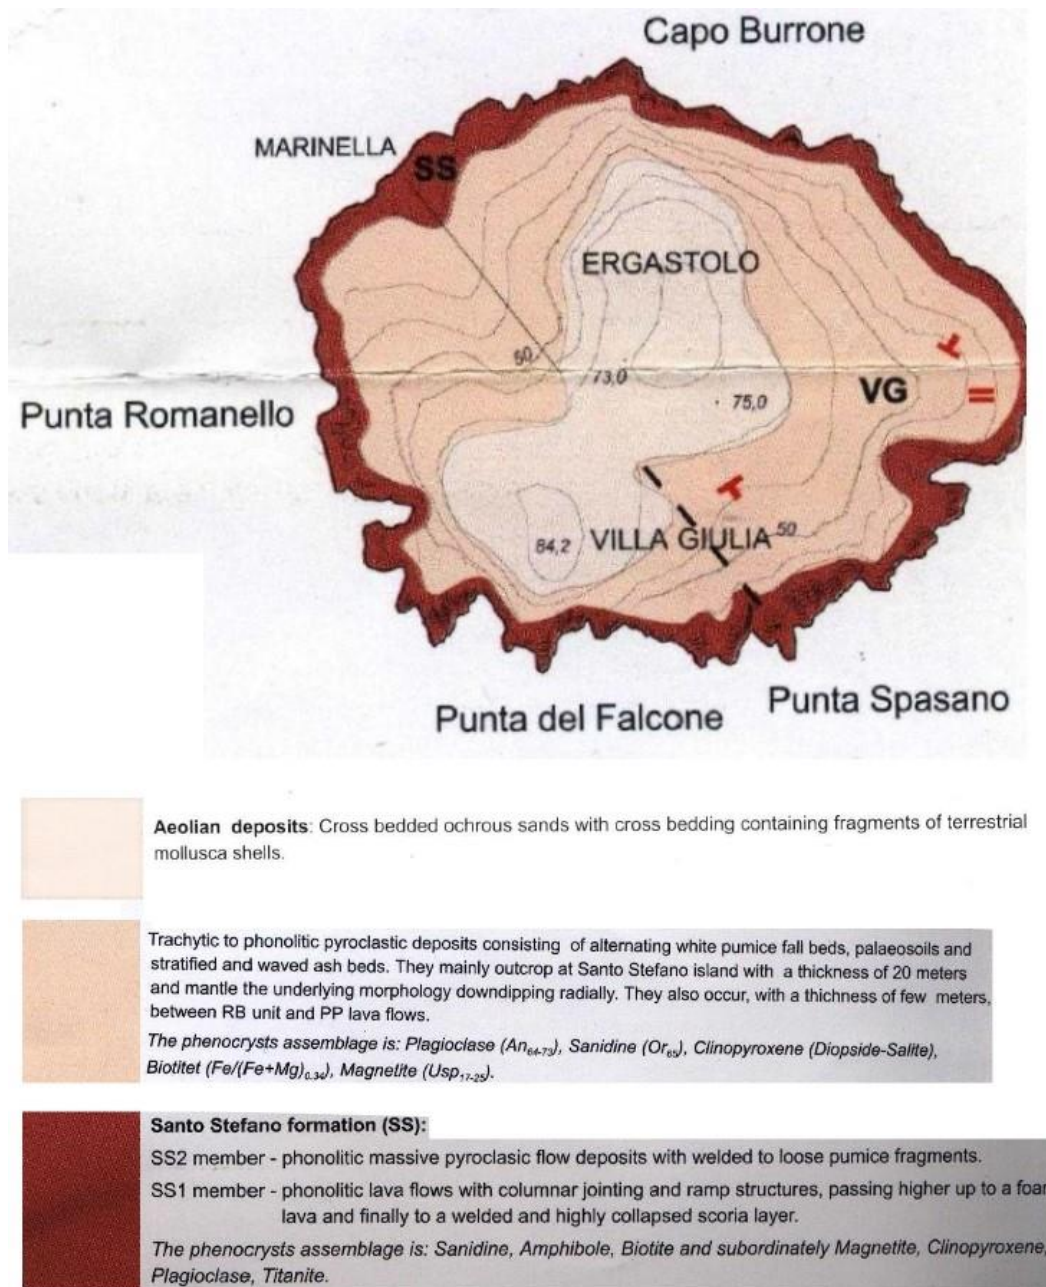 Capo Burrone
MARINELLA
SS
ERGASTOLO
50
73,0
VG
Punta Romanello
75,0
84,2
VILLA GIULIA
50
Punta Spasano
Punta del Falcone
Aeolian deposits: Cross bedded ochrous sands with cross bedding containing fragments of terrestrial
mollusca shells.
Trachytic to phonolitic pyroclastic deposits consisting of alternating white pumice fall beds, palaeosoils and
stratified and waved ash beds. They mainly outcrop at Santo Stefano island with a thickness of 20 meters
and mantle the underlying morphology downdipping radially. They also occur, with a thichness of few meters,
between RB unit and PP lava flows.
The phenocrysts assemblage is: Plagioclase (An64-73), Sanidine (Or65), Clinopyroxene (Diopside-Salite),
Biotitet (Fe/(Fe+Mg)0.34), Magnetite (Usp17-25).
Santo Stefano formation (SS):
SS2 member - phonolitic massive pyroclasic flow deposits with welded to loose pumice fragments.
SS1 member - phonolitic lava flows with columnar jointing and ramp structures, passing higher up to a foam
lava and finally to a welded and highly collapsed scoria layer.
The phenocrysts assemblage is: Sanidine, Amphibole, Biotite and subordinately Magnetite, Clinopyroxene,
Plagioclase, Titanite.